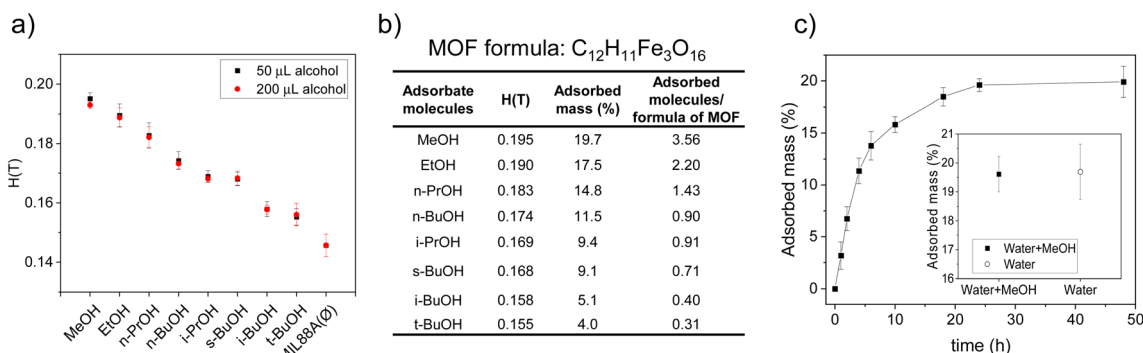 a)
H(T)
0.20
0.18
0.16
0.14
50 μL alcohol
200 μL alcohol
MeOH
EtOH
n-PrOH
n-BuOH
i-PrOH
s-BuOH
i-BuOH
t-BuOH
MIL88A(Ø)
b)
MOF formula: C₁₂H₁₁Fe₃O₁₆
Adsorbate molecules H(T) Adsorbed mass (%) Adsorbed molecules/ formula of MOF
MeOH 0.195 19.7 3.56
EtOH 0.190 17.5 2.20
n-PrOH 0.183 14.8 1.43
n-BuOH 0.174 11.5 0.90
i-PrOH 0.169 9.4 0.91
s-BuOH 0.168 9.1 0.71
i-BuOH 0.158 5.1 0.40
t-BuOH 0.155 4.0 0.31
c)
Adsorbed mass (%)
20
15
10
5
0
0 10 20 30 40 50
time (h)
Adsorbed mass (%)
21
20
19
18
17
16
Water+MeOH
Water
Water+MeOH Water